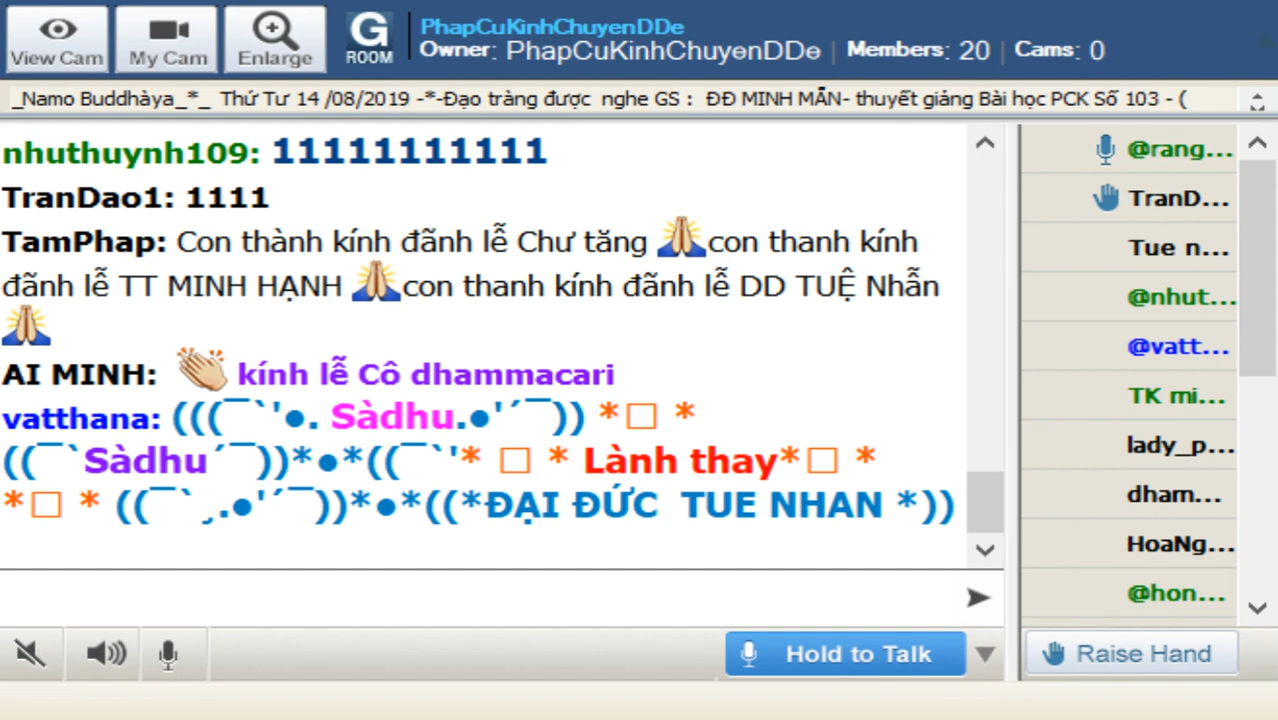 View Cam
My Cam
Enlarge
G
ROOM
PhapCuKinhChuyenDDe
Owner: PhapCuKinhChuyenDDe | Members: 20 | Cams: 0
_Namo Buddhàya_*_ Thứ Tư 14 /08/2019 -*-Đạo tràng được nghe GS : ĐĐ MINH MẪN- thuyết giảng Bài học PCK Số 103 - (
nhuthuynh109: 11111111111
TranDao1: 1111
TamPhap: Con thành kính đãnh lễ Chư tăng 🙏con thanh kính
đãnh lễ TT MINH HẠNH 🙏con thanh kính đãnh lễ DD TUỆ Nhẫn
🙏
AI MINH: 👏 kính lễ Cô dhammacari
vatthana: (((¯`'●. Sàdhu.●'´¯)) *□ *
((¯`Sàdhu´¯))*●*((¯`'* □ * Lành thay*□ *
*□ * ((¯`¸.●'´¯))*●*((*ĐẠI ĐỨC TUE NHAN *))
@rang...
TranD...
Tue n...
@nhut...
@vatt...
TK mi...
lady_p...
dham...
HoaNg...
@hon...
Hold to Talk
Raise Hand